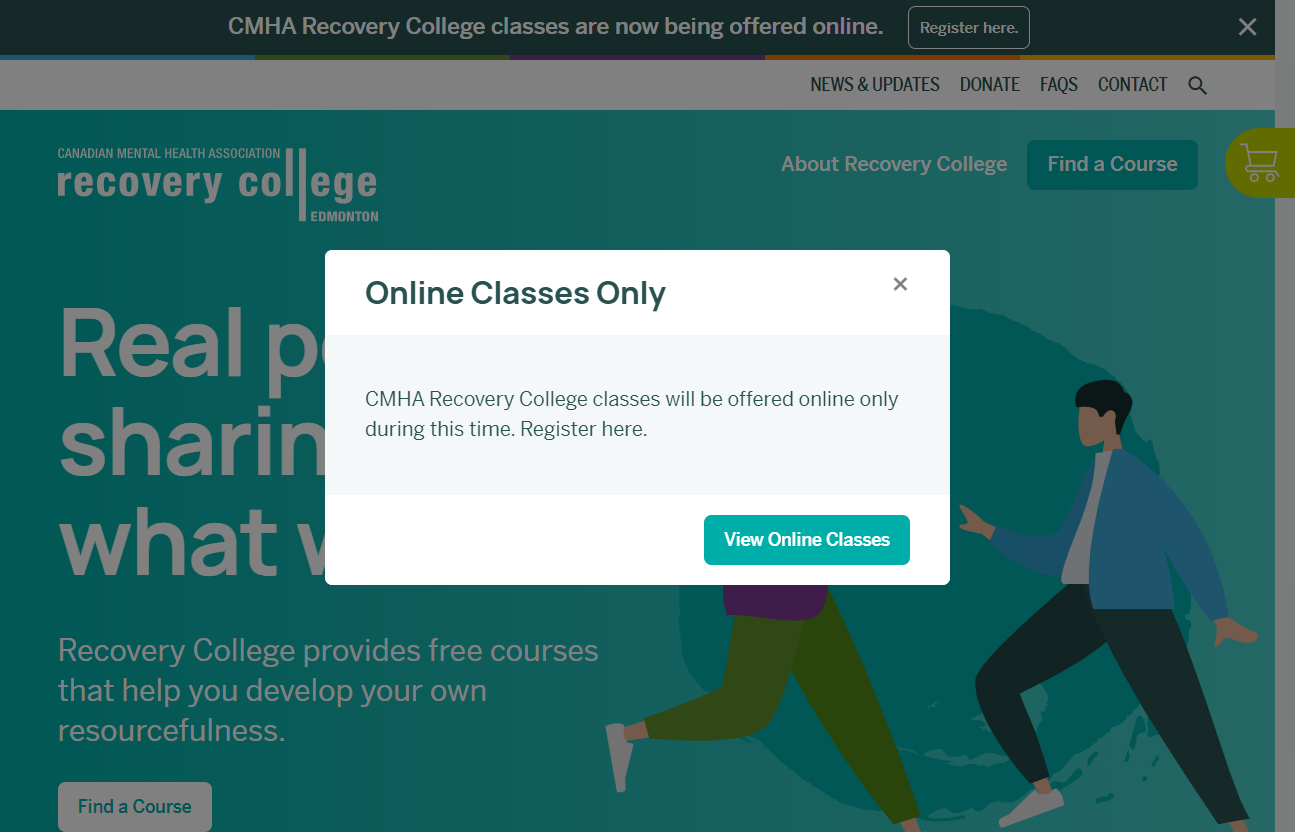 CMHA Recovery College classes are now being offered online.
Register here.
NEWS & UPDATES DONATE FAQS CONTACT
CANADIAN MENTAL HEALTH ASSOCIATION
recovery college
EDMONTON
About Recovery College
Find a Course
Online Classes Only
×
CMHA Recovery College classes will be offered online only
during this time. Register here.
View Online Classes
Real
sharin
what
Recovery College provides free courses
that help you develop your own
resourcefulness.
Find a Course